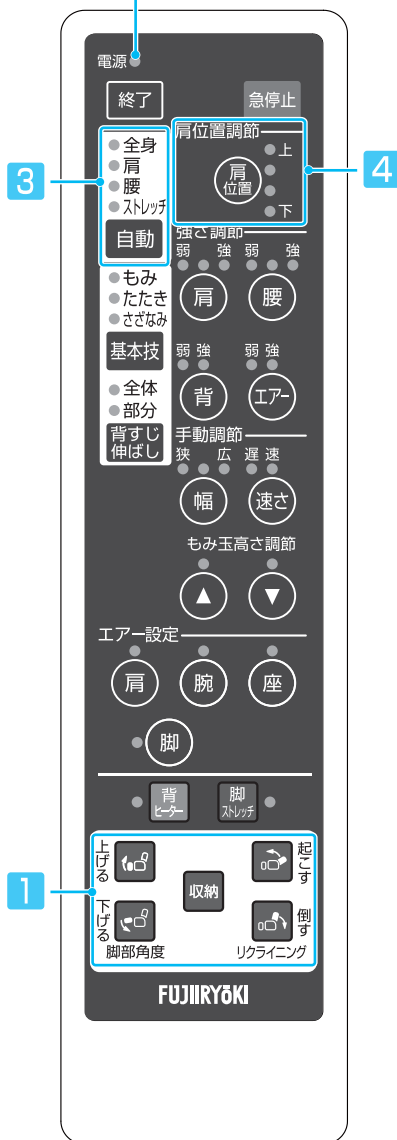 電源
終了
急停止
肩位置調節
上
肩
位置
下
3
4
全身
肩
腰
ストレッチ
自動
強さ調節
弱 強 弱 強
肩
腰
もみ
たたき
さざなみ
基本技
弱 強 弱 強
背
エアー
全体
部分
背すじ
伸ばし
手動調節
狭 広 遅 速
幅
速さ
もみ玉高さ調節
▲
▼
エアー設定
肩
腕
座
脚
背
ヒーター
脚
ストレッチ
1
上げる
下げる
脚部角度
収納
起こす
倒す
リクライニング
FUJIIRYŌKI